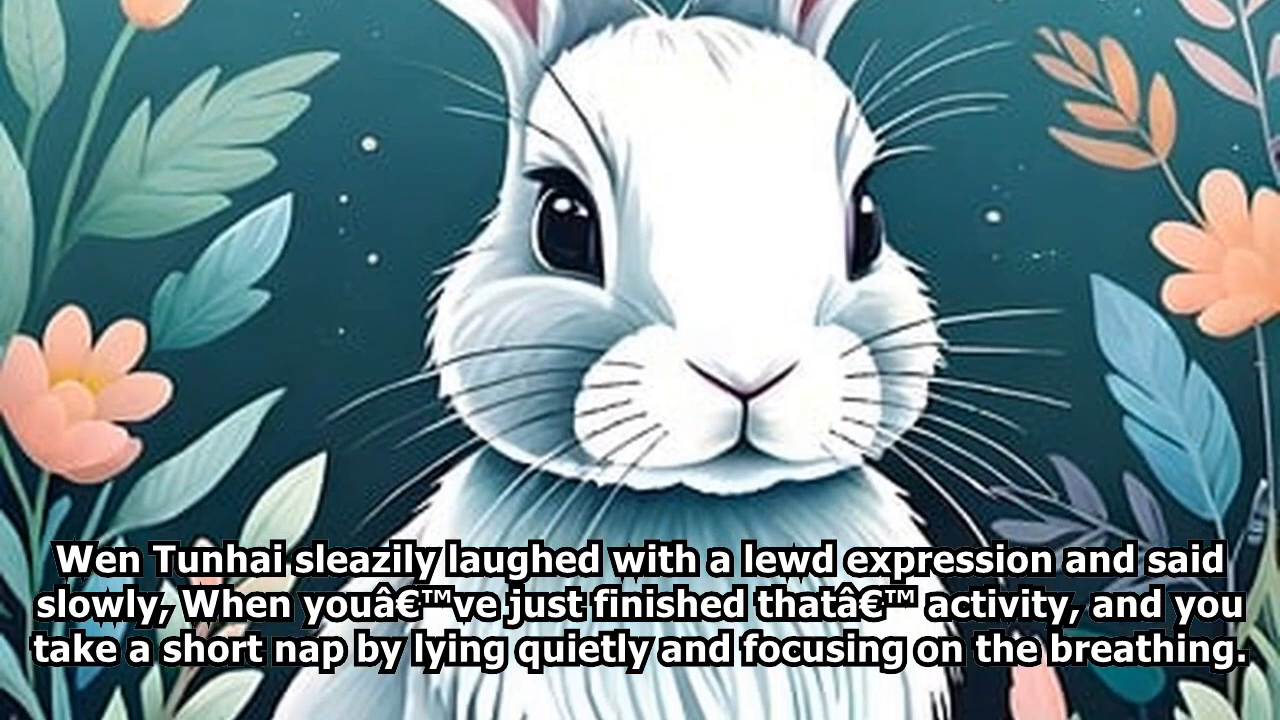 Wen Tunhai sleazily laughed with a lewd expression and said
slowly, When youâ€™ve just finished thatâ€™ activity, and you
take a short nap by lying quietly and focusing on the breathing.